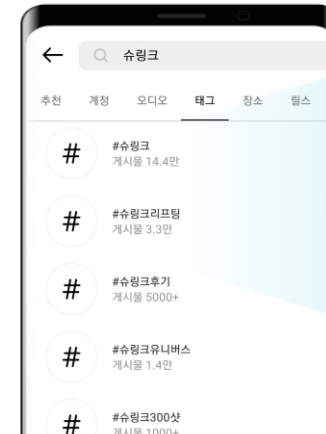 슈링크
추천 계정 오디오 태그 장소 릴스
#
#슈링크
게시물 14.4만
#
#슈링크리프팅
게시물 3.3만
#
#슈링크후기
게시물 5000+
#
#슈링크유니버스
게시물 1.4만
#
#슈링크300샷
게시물 1000+